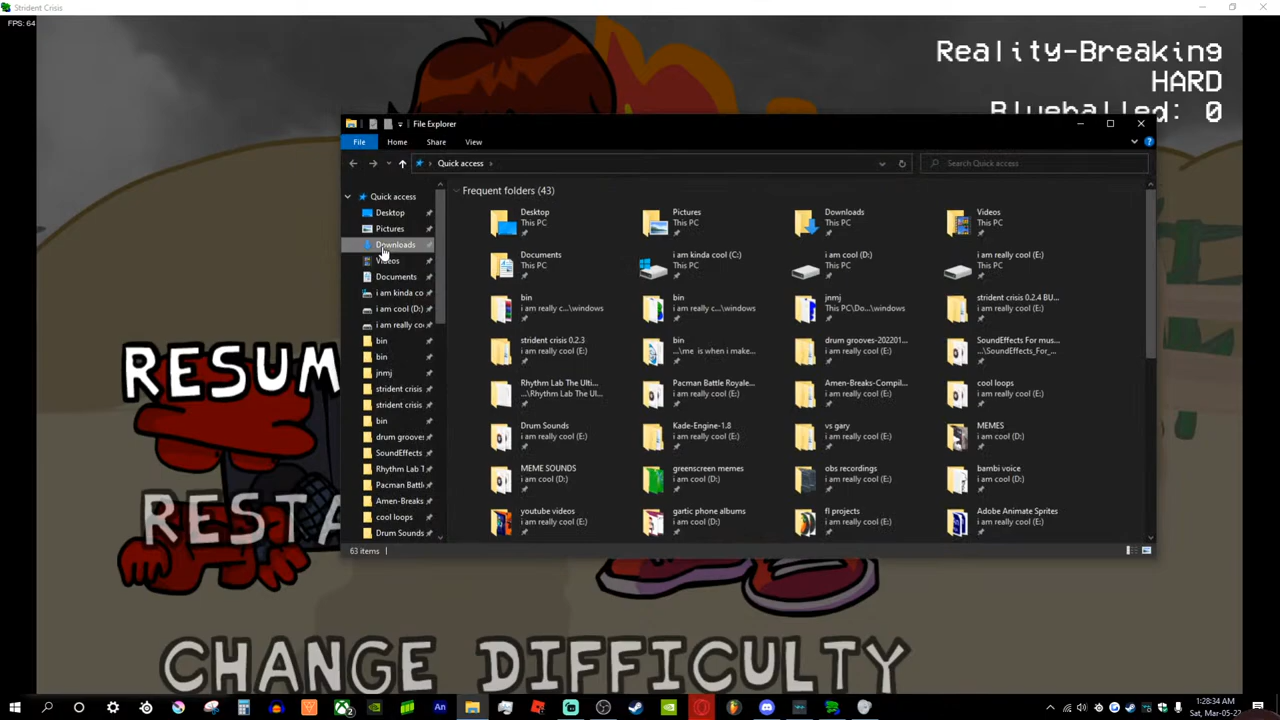 Strident Crisis
FPS: 64
Reality-Breaking
HARD
Blueballed: 0
File Explorer
File
Home
Share
View
Quick access
Search Quick access
Quick access
Desktop
Pictures
Downloads
Videos
Documents
i am kinda co
i am cool (D:)
i am really coo
bin
bin
jnmj
strident crisis
strident crisis
bin
drum grooves
SoundEffects
Rhythm Lab T
Pacman Battl
Amen-Breaks
cool loops
Drum Sounds
Frequent folders (43)
Desktop
This PC
Pictures
This PC
Downloads
This PC
Videos
This PC
Documents
This PC
i am kinda cool (C:)
This PC
i am cool (D:)
This PC
i am really cool (E:)
This PC
bin
i am really c...\windows
bin
i am really c...\windows
jnmj
This PC\Do...\windows
strident crisis 0.2.4 BU...
i am really cool (E:)
strident crisis 0.2.3
i am really cool (E:)
bin
...\me is when i make...
drum grooves-202201...
i am really cool (E:)
SoundEffects For mus...
...\SoundEffects_For_...
Rhythm Lab The Ulti...
...\Rhythm Lab The Ul...
Pacman Battle Royale...
i am really cool (E:)
Amen-Breaks-Compil...
i am really cool (E:)
cool loops
i am really cool (E:)
Drum Sounds
i am really cool (E:)
Kade-Engine-1.8
i am really cool (E:)
vs gary
i am really cool (E:)
MEMES
i am cool (D:)
MEME SOUNDS
i am cool (D:)
greenscreen memes
i am cool (D:)
obs recordings
i am really cool (E:)
bambi voice
i am cool (D:)
youtube videos
i am really cool (E:)
gartic phone albums
i am cool (D:)
fl projects
i am really cool (E:)
Adobe Animate Sprites
i am really cool (E:)
63 items
RESUM
RESTA
CHANGE DIFFICULTY
An
1:28:34 AM
Sat, Mar-05-22